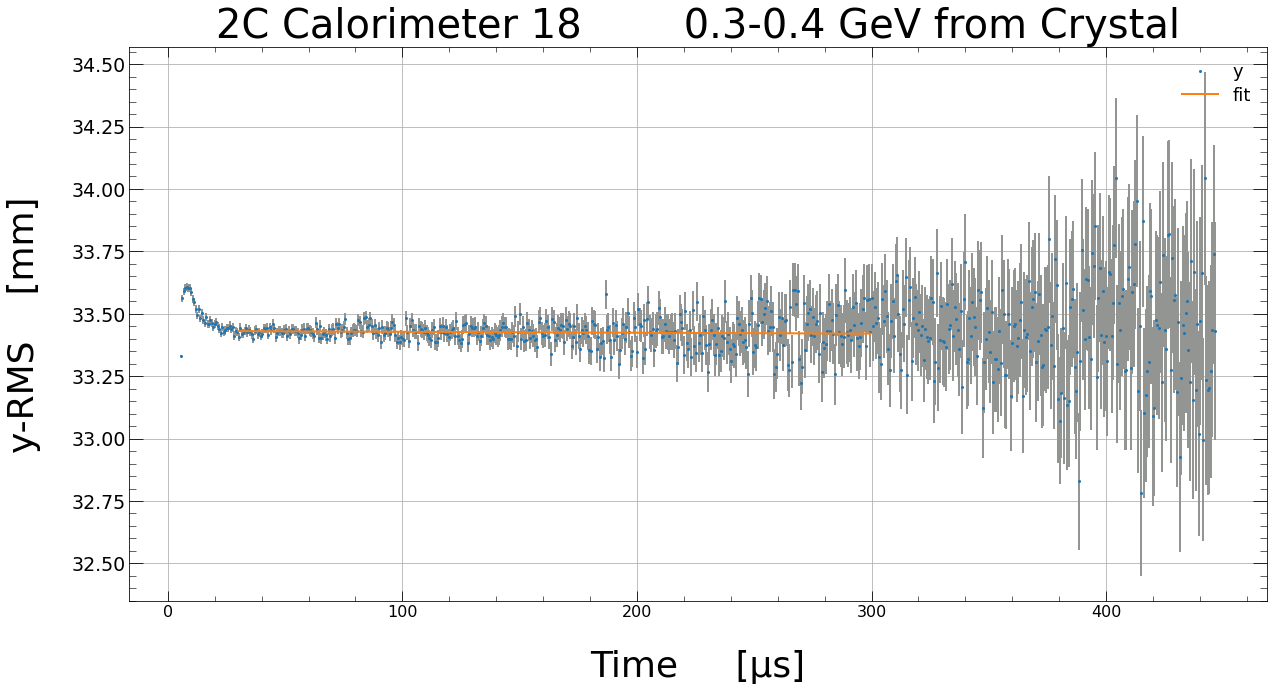 2C Calorimeter 18 0.3-0.4 GeV from Crystal
y-RMS [mm]
34.50
34.25
34.00
33.75
33.50
33.25
33.00
32.75
32.50
y
fit
0 100 200 300 400
Time [µs]